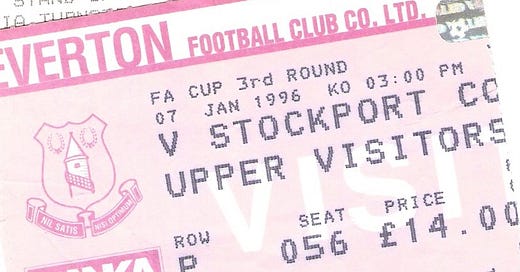 EVERTON FOOTBALL CLUB CO. LTD.
FA CUP 3rd ROUND
07 JAN 1996 KO 03:00 PM
V STOCKPORT CO
UPPER VISITORS
VISIT
NIL SATIS NISI OPTIMUM
ROW SEAT PRICE
P 056 £14.00